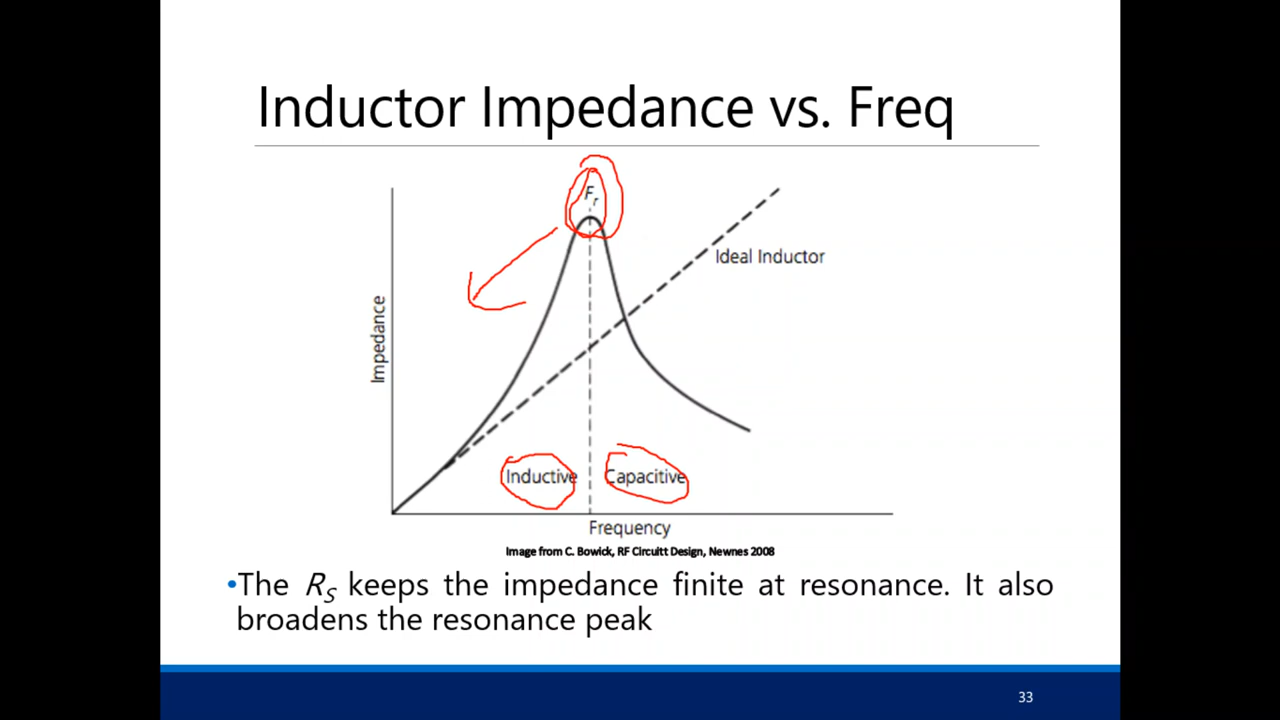 Inductor Impedance vs. Freq
Fr
Ideal Inductor
Impedance
Inductive
Capacitive
Frequency
Image from C. Bowick, RF Circuitt Design, Newnes 2008
•The RS keeps the impedance finite at resonance. It also
broadens the resonance peak
33